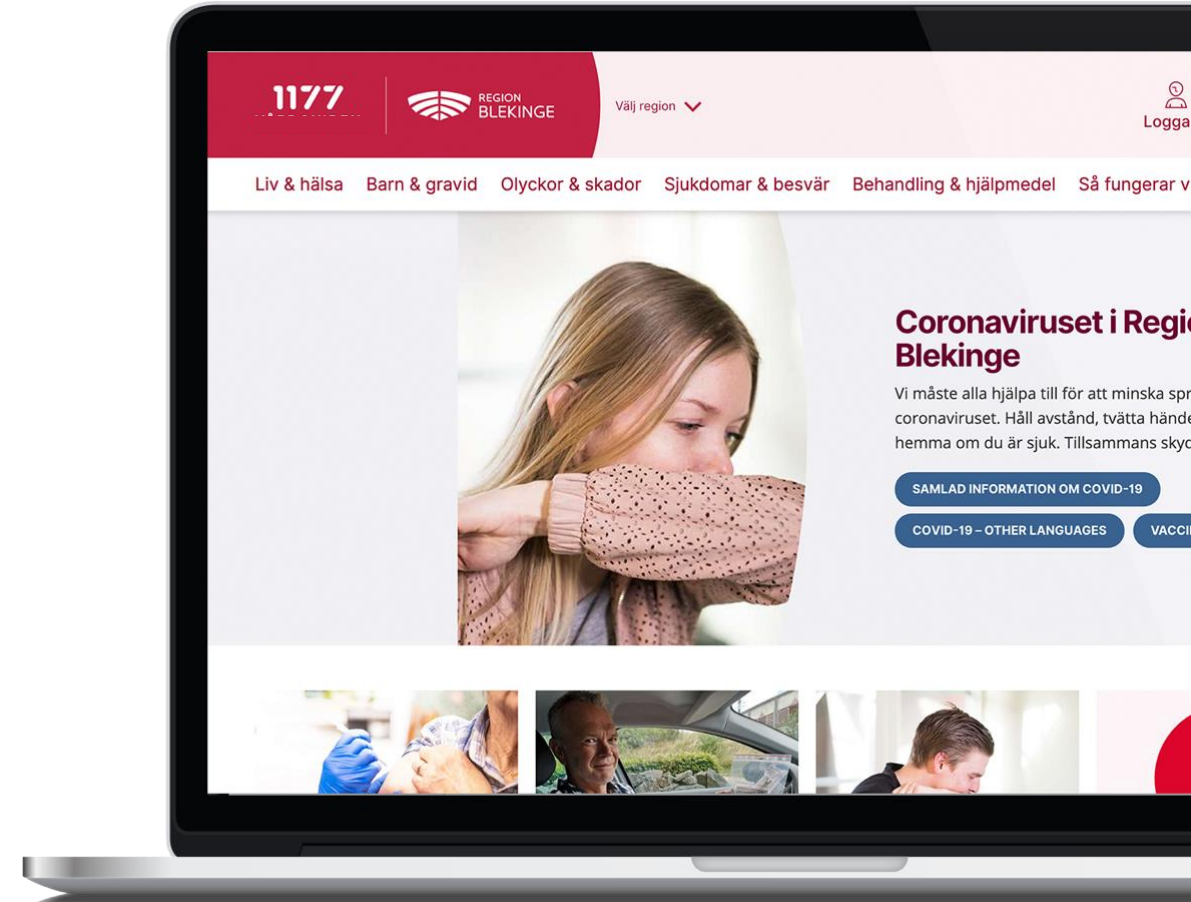 1177
REGION
BLEKINGE
Välj region
Logga
Liv & hälsa Barn & gravid Olyckor & skador Sjukdomar & besvär Behandling & hjälpmedel Så fungerar v
Coronaviruset i Regio
Blekinge
Vi måste alla hjälpa till för att minska spr
coronaviruset. Håll avstånd, tvätta hände
hemma om du är sjuk. Tillsammans skyd
SAMLAD INFORMATION OM COVID-19
COVID-19 – OTHER LANGUAGES VACCI